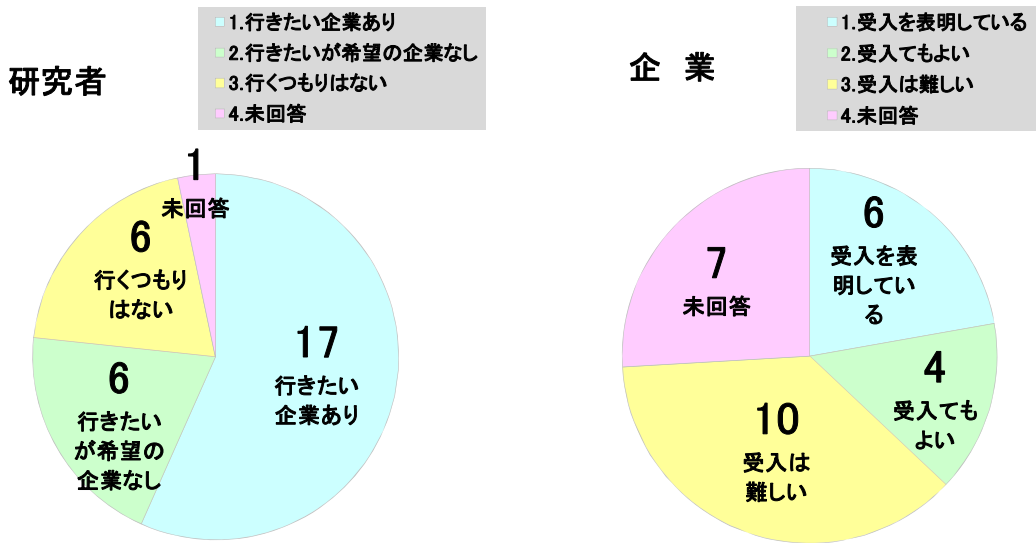 研究者
1.行きたい企業あり
2.行きたいが希望の企業なし
3.行くつもりはない
4.未回答
1
未回答
6
行くつもり
はない
17
行きたい
企業あり
6
行きたい
が希望の
企業なし
企 業
1.受入を表明している
2.受入てもよい
3.受入は難しい
4.未回答
6
受入を表
明してい
る
7
未回答
4
受入ても
よい
10
受入は
難しい